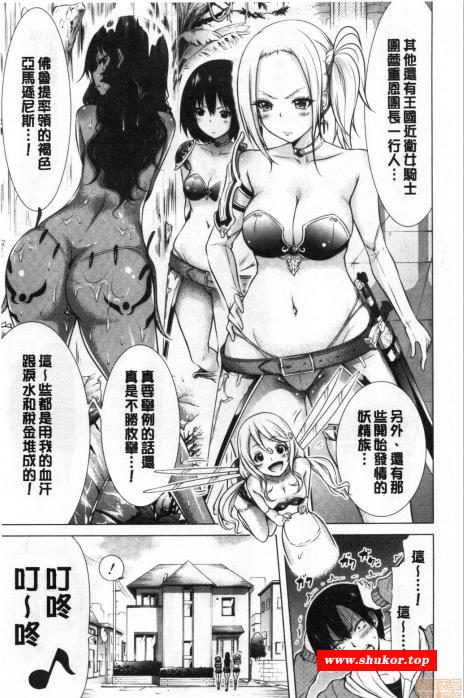 其他還有王國近衛女騎士
團蕾重恩團長一行人…
佛魯提率領的褐色
亞馬遜尼斯…！
另外、還有那
些開始發情的
妖精族…
真要舉例的話還
真是不勝枚舉…！
這～些都是用我的血汗
跟淚水和稅金堆成的！
這…！
這～
！
叮咚
叮～咚
www.shukor.top